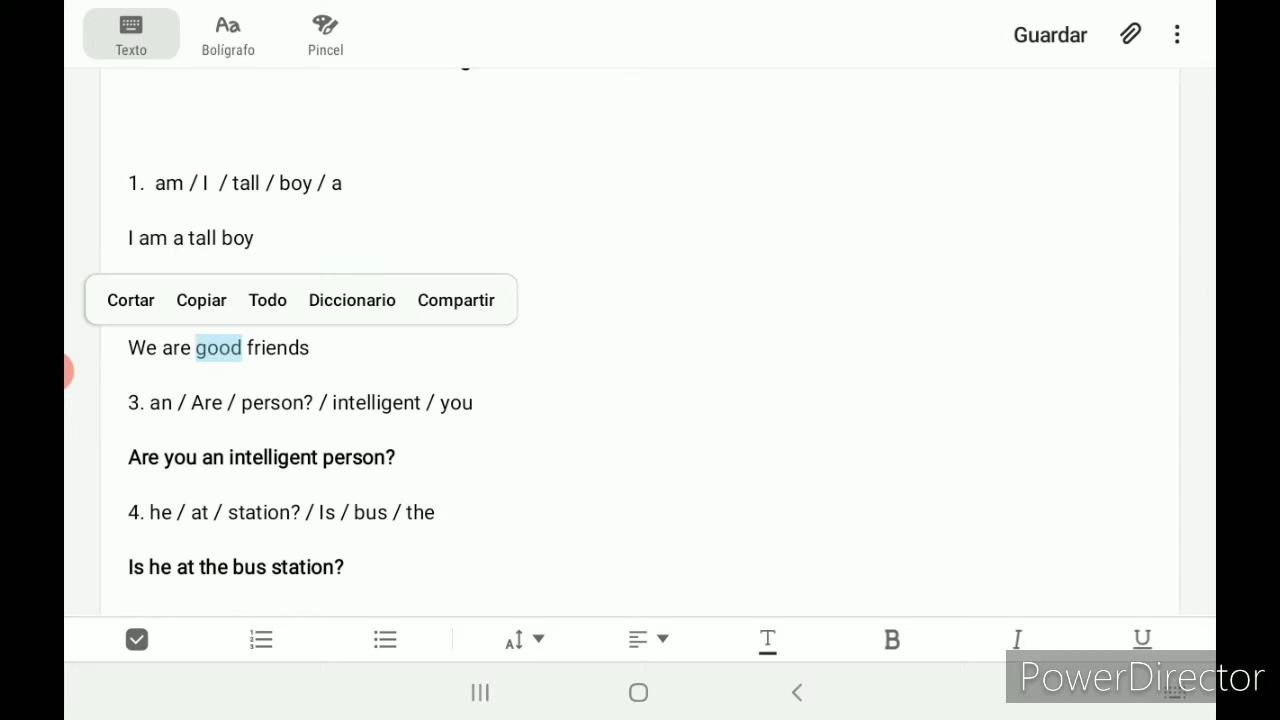 Texto
Bolígrafo
Pincel
Guardar
1. am / I / tall / boy / a
I am a tall boy
Cortar Copiar Todo Diccionario Compartir
We are good friends
3. an / Are / person? / intelligent / you
Are you an intelligent person?
4. he / at / station? / Is / bus / the
Is he at the bus station?
PowerDirector